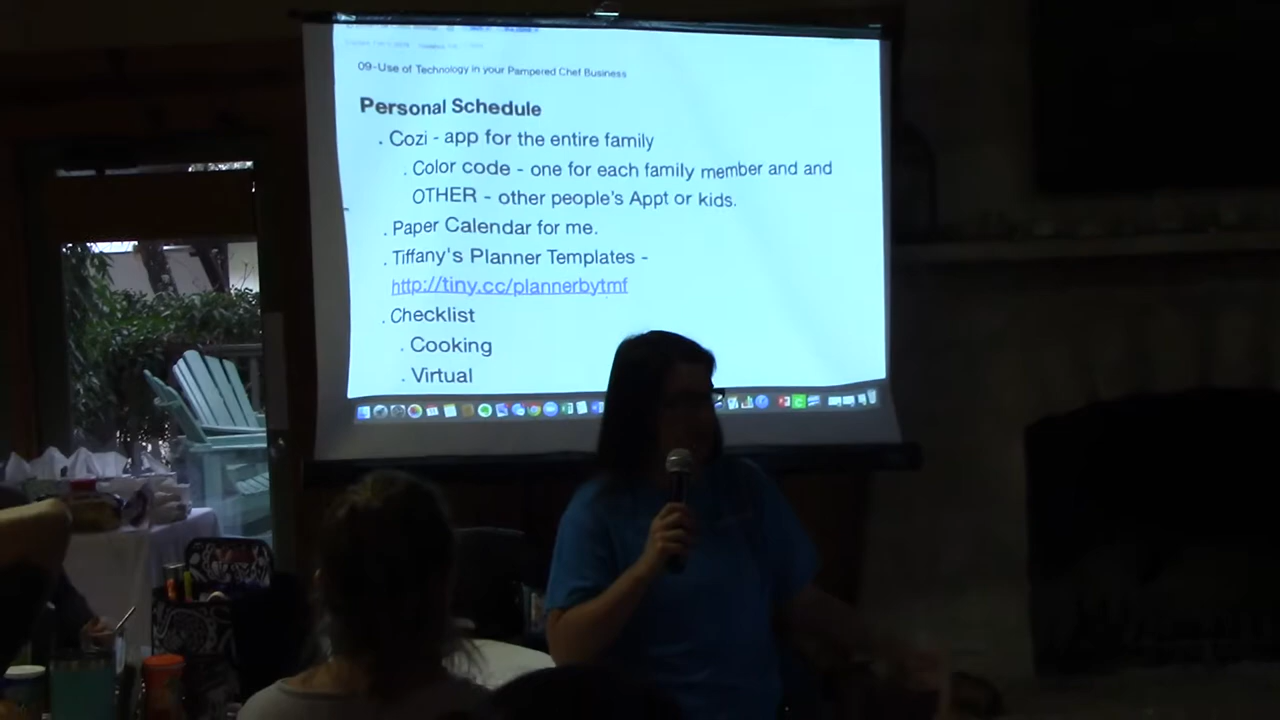 09-Use of Technology in your Pampered Chef Business
Personal Schedule
. Cozi - app for the entire family
. Color code - one for each family member and and
OTHER - other people's Appt or kids.
. Paper Calendar for me.
. Tiffany's Planner Templates -
http://tiny.cc/plannerbytmf
. Checklist
. Cooking
. Virtual